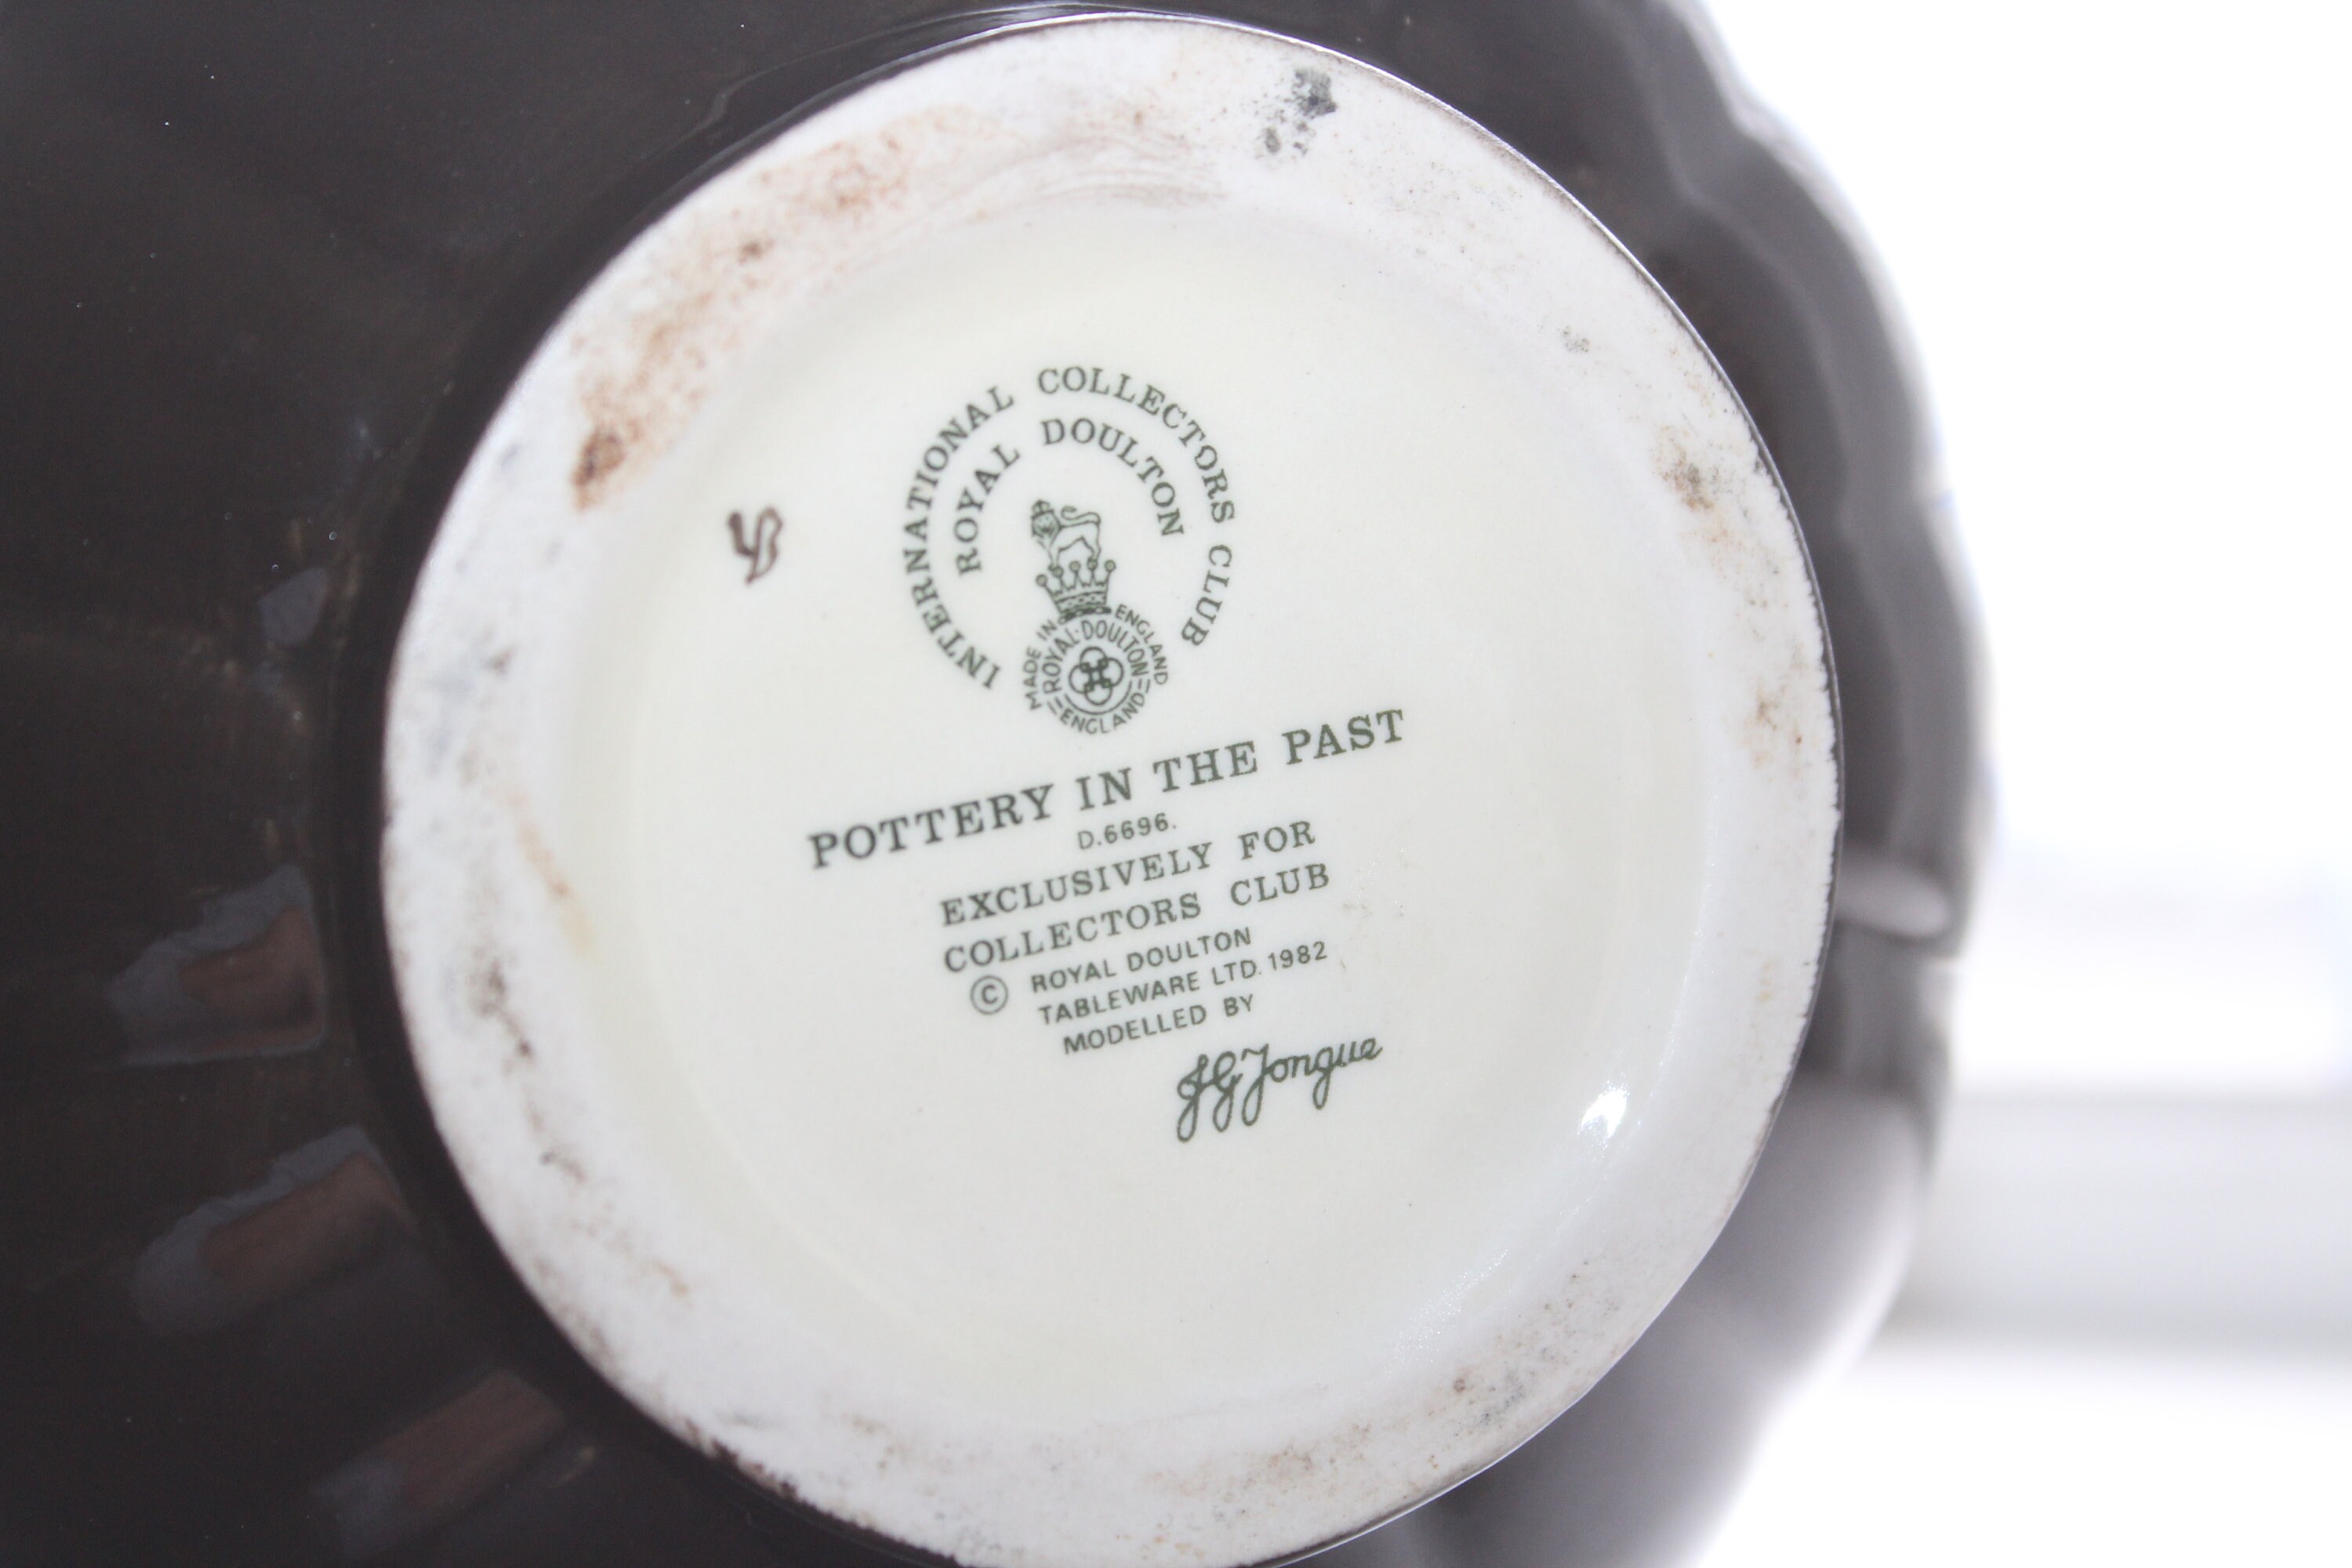 INTERNATIONAL COLLECTORS CLUB
ROYAL DOULTON
MADE IN ENGLAND
ROYAL·DOULTON
ENGLAND
POTTERY IN THE PAST
D.6696.
EXCLUSIVELY FOR
COLLECTORS CLUB
© ROYAL DOULTON
TABLEWARE LTD. 1982
MODELLED BY
JG Jongue